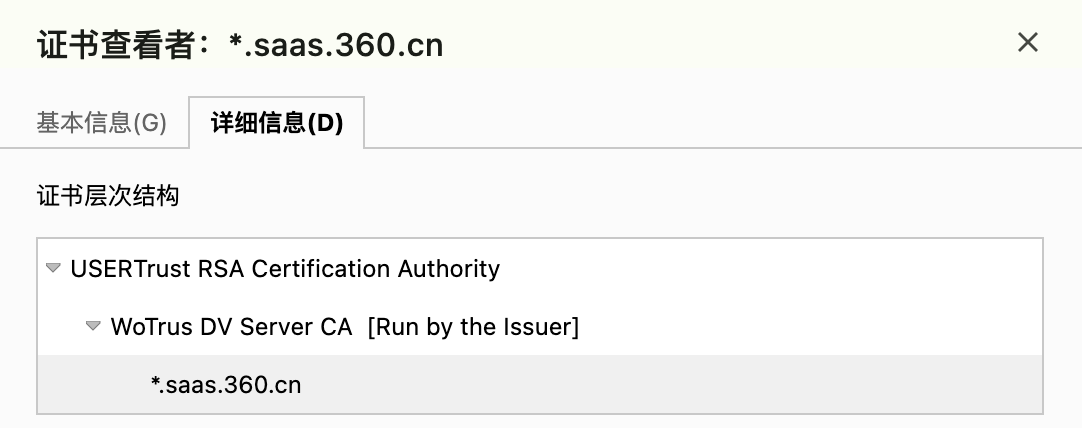 证书查看者：*.saas.360.cn
基本信息(G) 详细信息(D)
证书层次结构
USERTrust RSA Certification Authority
WoTrus DV Server CA  [Run by the Issuer]
*.saas.360.cn